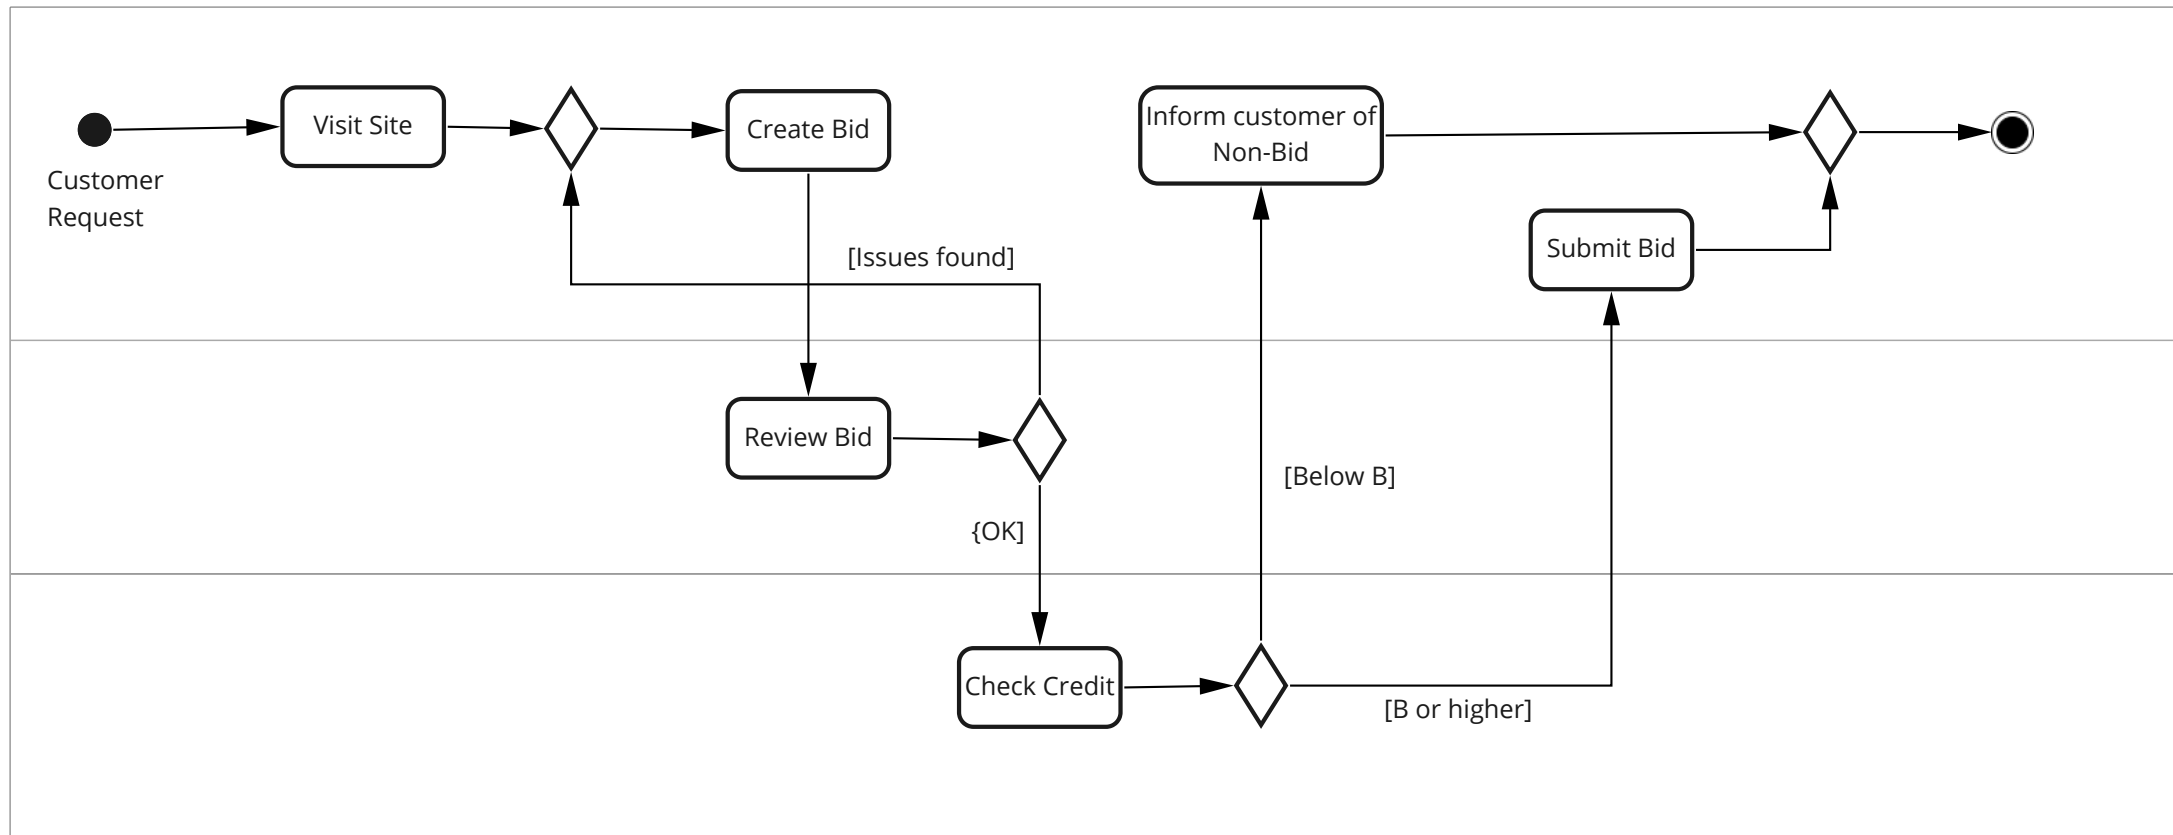 Customer
Request
Visit Site
Create Bid
Inform customer of
Non-Bid
Submit Bid
[Issues found]
Review Bid
[Below B]
{OK]
Check Credit
[B or higher]